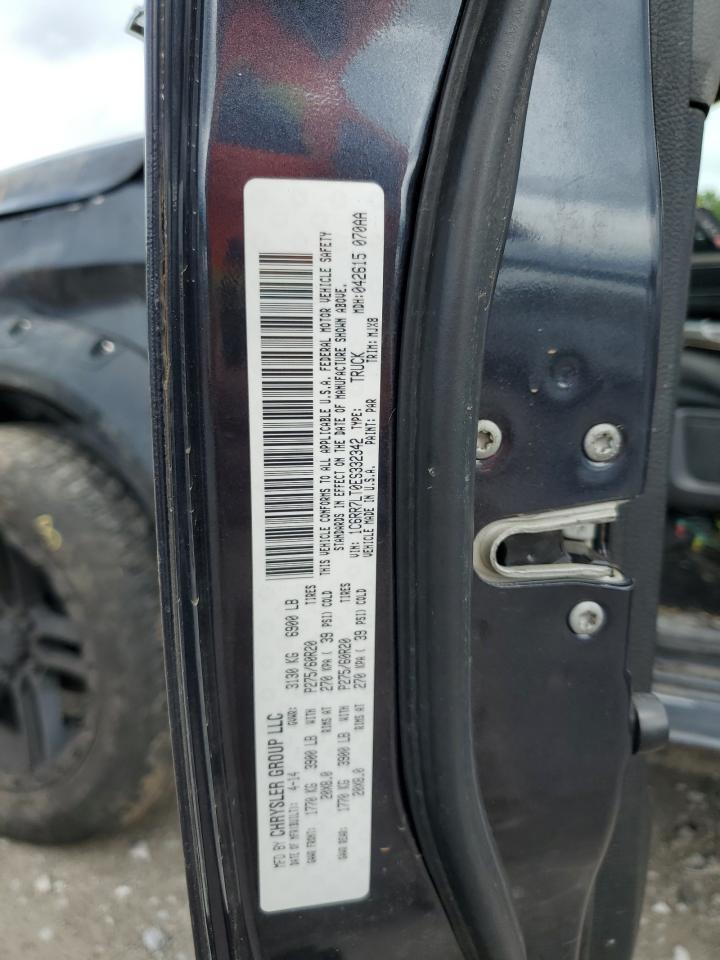 MFD BY CHRYSLER GROUP LLC
DATE OF MFR(BUILT): 4-14 GVWR: 3130 KG 6900 LB
GAWR FRONT: 1770 KG 3900 LB WITH P275/60R20 TIRES
20X8.0 RIMS AT 270 KPA ( 39 PSI) COLD
GAWR REAR: 1770 KG 3900 LB WITH P275/60R20 TIRES
20X8.0 RIMS AT 270 KPA ( 39 PSI) COLD
THIS VEHICLE CONFORMS TO ALL APPLICABLE U.S.A. FEDERAL MOTOR VEHICLE SAFETY
STANDARDS IN EFFECT ON THE DATE OF MANUFACTURE SHOWN ABOVE.
VIN: 1C6RR7LT0ES332342 TYPE: TRUCK MDH: 042615 070AA
VEHICLE MADE IN U.S.A. PAINT: PAR TRIM: MJX8